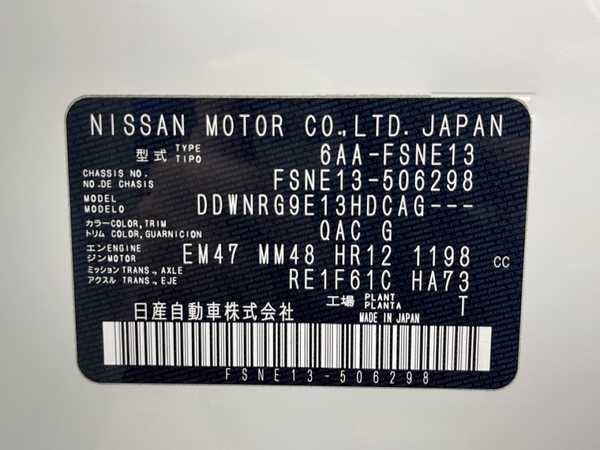 NISSAN MOTOR CO.,LTD. JAPAN
型式 TYPE TIPO 6AA-FSNE13
CHASSIS NO. NO.DE CHASIS FSNE13-506298
MODEL MODELO DDWNRG9E13HDCAG---
カラー COLOR, TRIM トリム COLOR, GUARNICION QAC G
エンジン ENGINE MOTOR EM47 MM48 HR12 1198 CC
ミッション TRANS., AXLE アクスル TRANS., EJE RE1F61C HA73
日産自動車株式会社 工場 PLANT PLANTA T
MADE IN JAPAN
FSNE13-506298